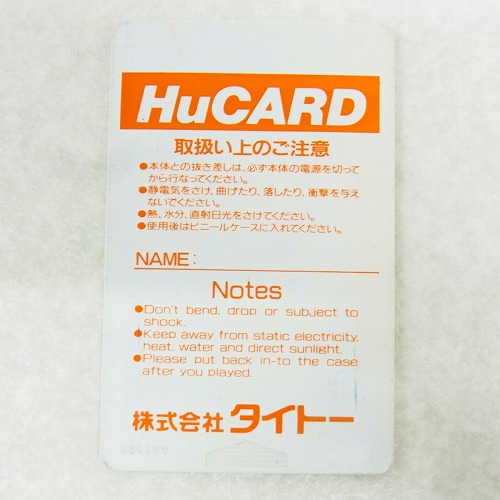 HuCARD
取扱い上のご注意
●本体との抜き差しは、必ず本体の電源を切って
から行なってください。
●静電気をさけ、曲げたり、落したり、衝撃を与え
ないでください。
●熱、水分、直射日光をさけてください。
●使用後はビニールケースに入れてください。
NAME:
Notes
●Don't bend, drop or subject to
shock.
●Keep away from static electricity,
heat, water and direct sunlight.
●Please put back in-to the case
after you played.
株式会社 タイトー